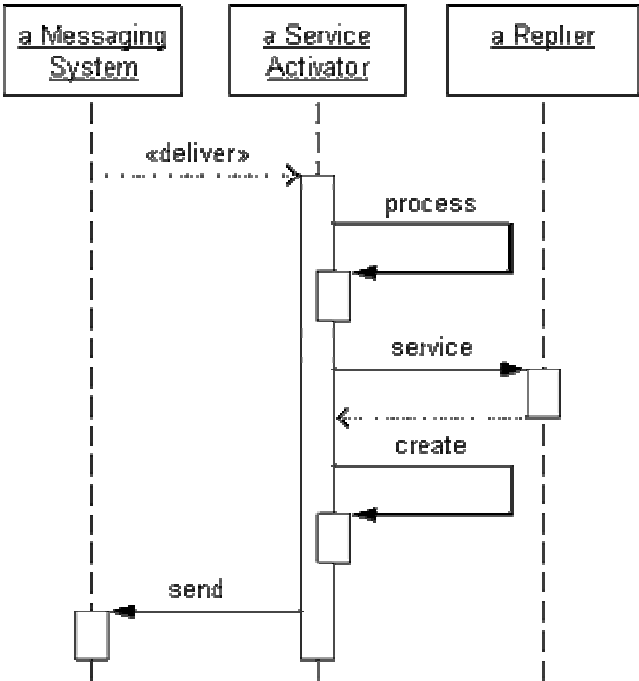 a Messaging
System
a Service
Activator
a Replier
«deliver»
process
service
create
send